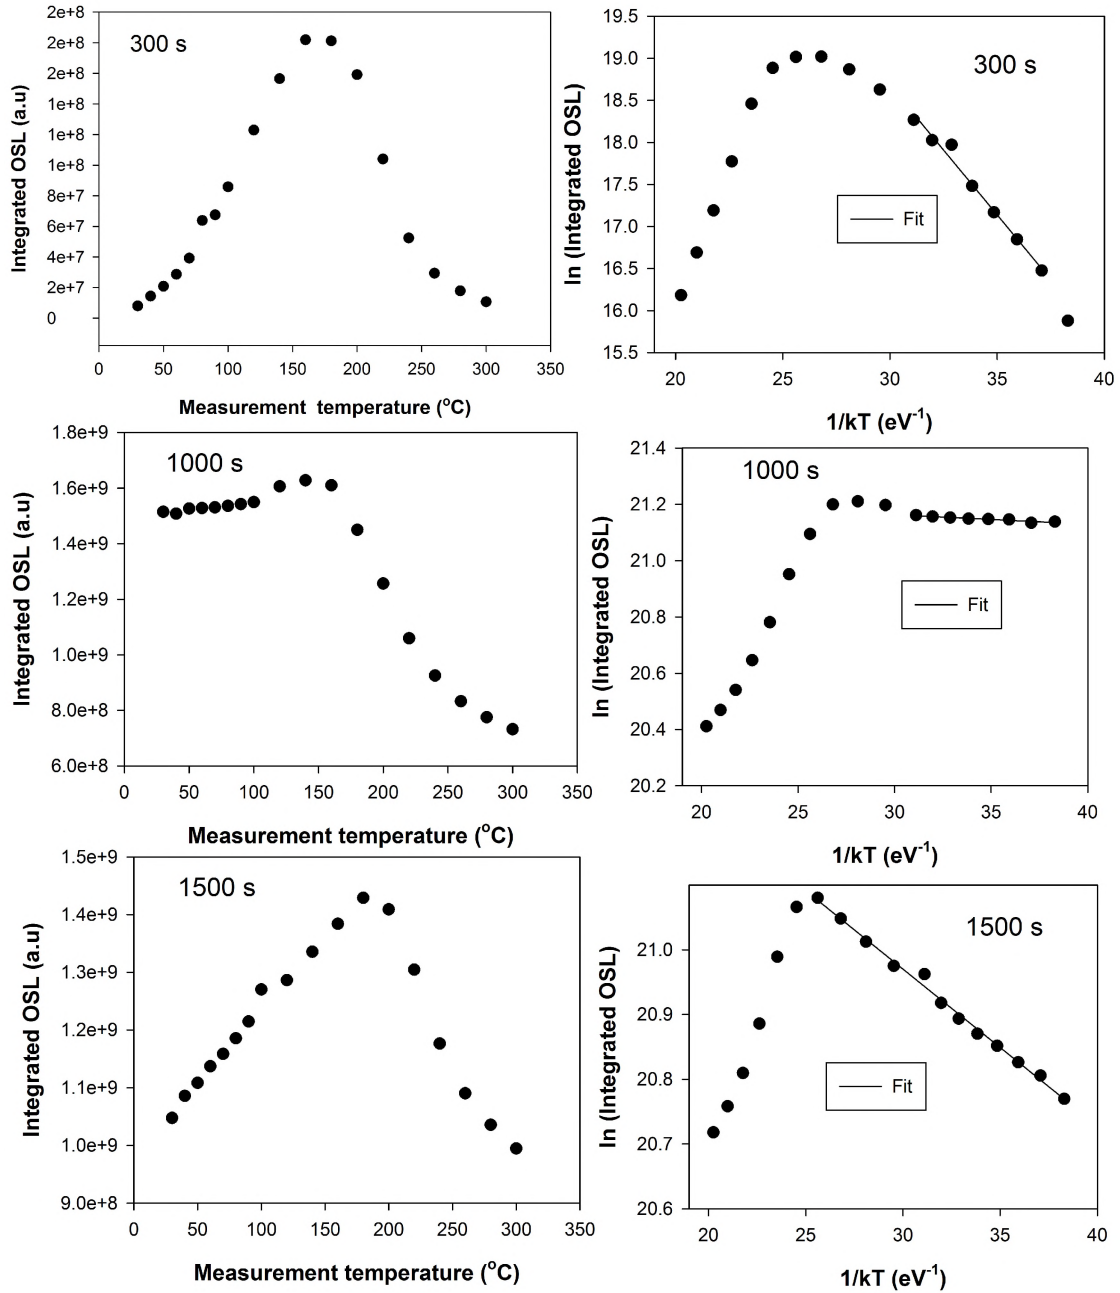 2e+8
2e+8
2e+8
1e+8
1e+8
1e+8
8e+7
6e+7
4e+7
2e+7
0
Integrated OSL (a.u)
300 s
0 50 100 150 200 250 300 350
Measurement temperature (°C)
19.5
19.0
18.5
18.0
17.5
17.0
16.5
16.0
15.5
ln (Integrated OSL)
300 s
Fit
20 25 30 35 40
1/kT (eV⁻¹)
1.8e+9
1.6e+9
1.4e+9
1.2e+9
1.0e+9
8.0e+8
6.0e+8
Integrated OSL (a.u)
1000 s
0 50 100 150 200 250 300 350
Measurement temperature (°C)
21.4
21.2
21.0
20.8
20.6
20.4
20.2
ln (Integrated OSL)
1000 s
Fit
20 25 30 35 40
1/kT (eV⁻¹)
1.5e+9
1.4e+9
1.3e+9
1.2e+9
1.1e+9
1.0e+9
9.0e+8
Integrated OSL (a.u)
1500 s
0 50 100 150 200 250 300 350
Measurement temperature (°C)
21.0
20.9
20.8
20.7
20.6
ln (Integrated OSL)
1500 s
Fit
20 25 30 35 40
1/kT (eV⁻¹)